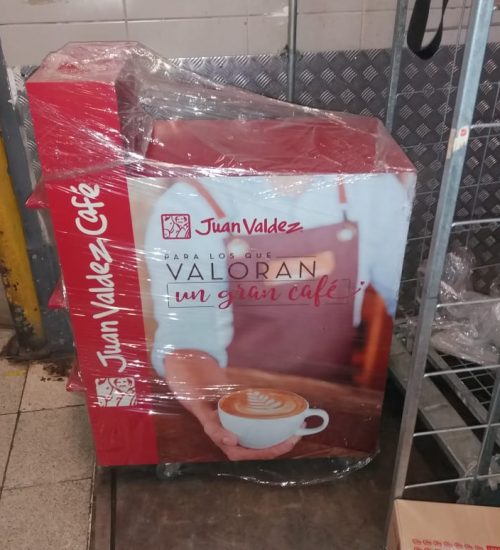 Juan Valdez Café
Juan Valdez
PARA LOS QUE
VALORAN
un gran café